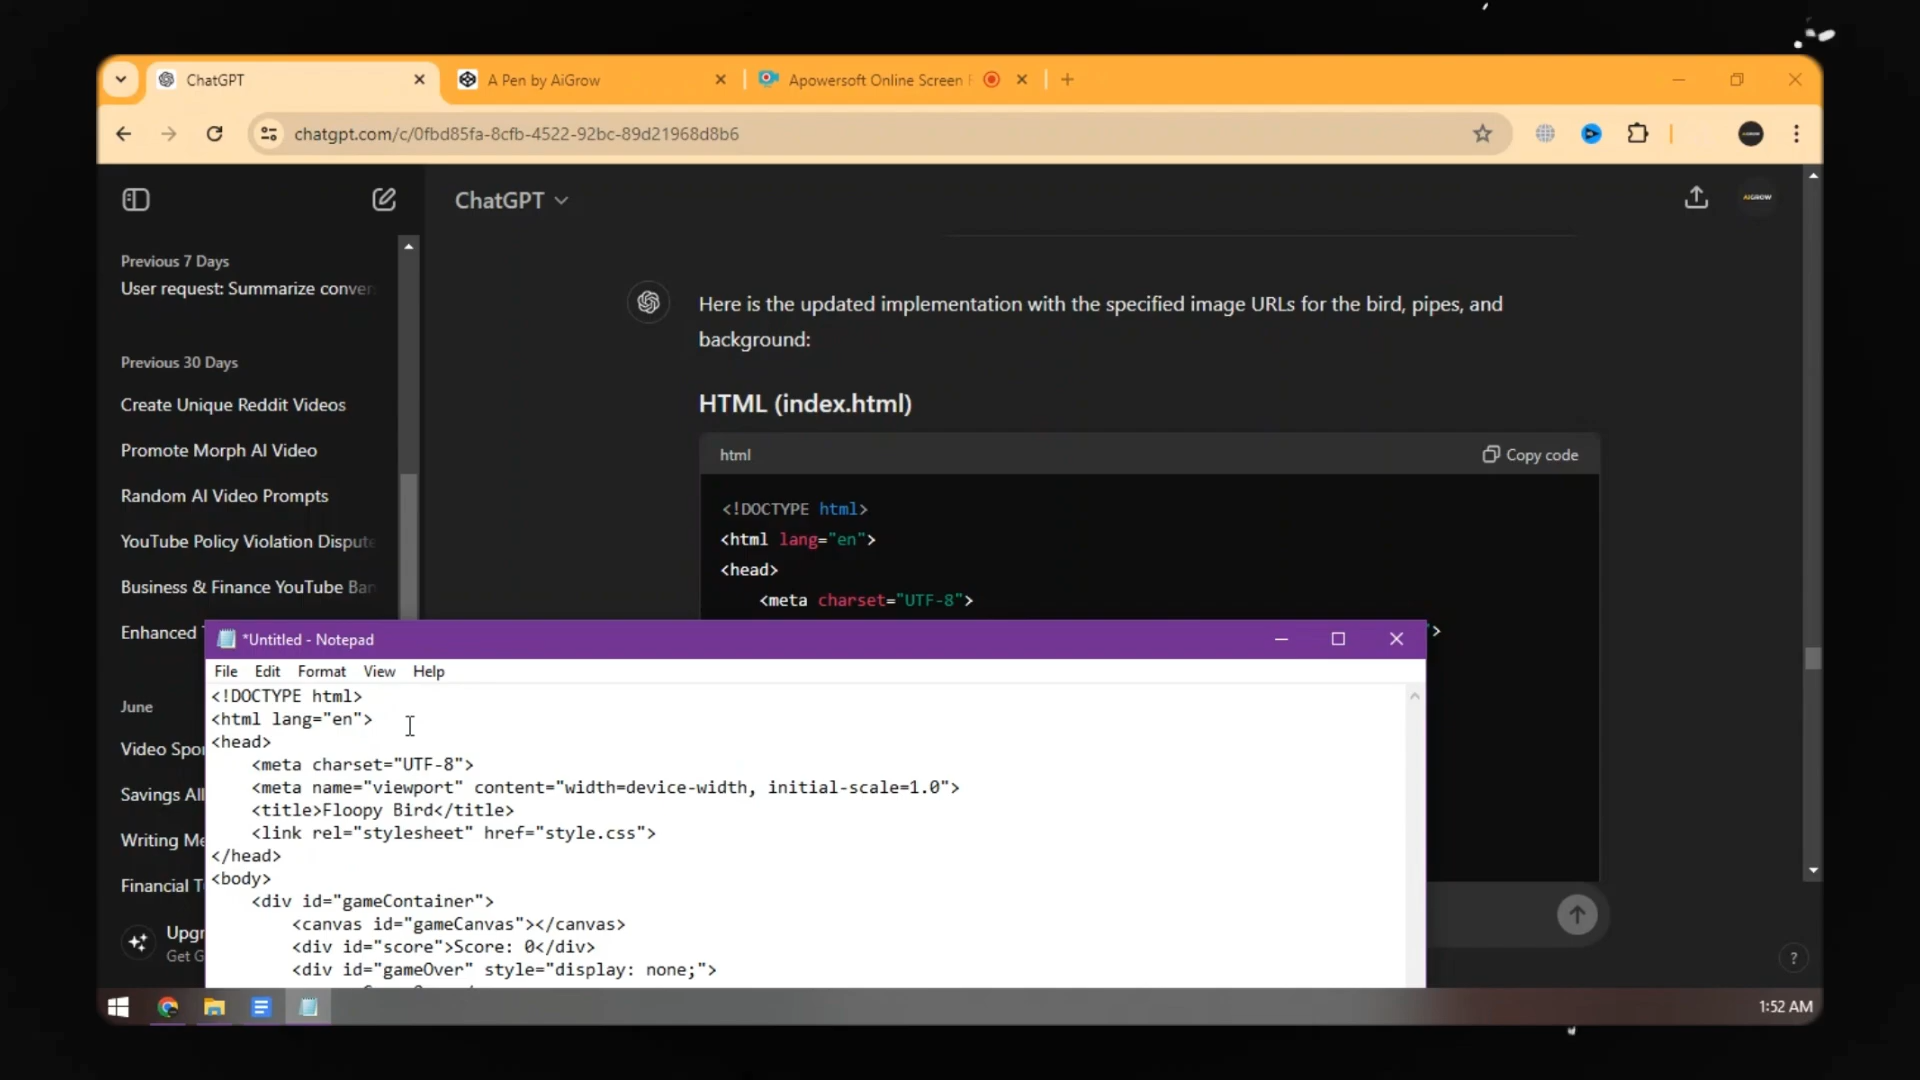 ChatGPT
A Pen by AiGrow
Apowersoft Online Screen
chatgpt.com/c/0fbd85fa-8cfb-4522-92bc-89d21968d8b6
ChatGPT
AIGROW
Previous 7 Days
User request: Summarize conver
Previous 30 Days
Create Unique Reddit Videos
Promote Morph AI Video
Random AI Video Prompts
YouTube Policy Violation Dispute
Business & Finance YouTube Ban
Enhanced
June
Video Spo
Savings All
Writing Me
Financial T
Upgr
Get G
Here is the updated implementation with the specified image URLs for the bird, pipes, and
background:
HTML (index.html)
html
Copy code
<!DOCTYPE html>
<html lang="en">
<head>
<meta charset="UTF-8">
">
*Untitled - Notepad
File Edit Format View Help
<!DOCTYPE html>
<html lang="en">
<head>
<meta charset="UTF-8">
<meta name="viewport" content="width=device-width, initial-scale=1.0">
<title>Floopy Bird</title>
<link rel="stylesheet" href="style.css">
</head>
<body>
<div id="gameContainer">
<canvas id="gameCanvas"></canvas>
<div id="score">Score: 0</div>
<div id="gameOver" style="display: none;">
?
1:52 AM